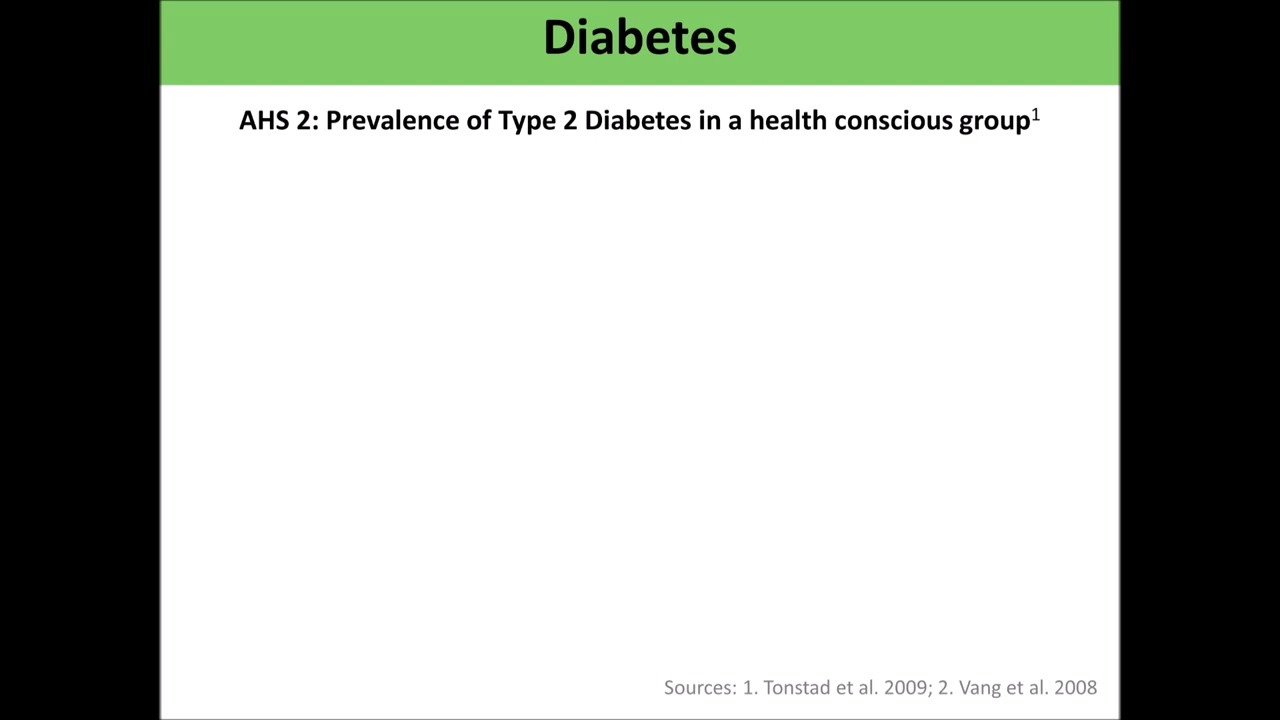 Diabetes
AHS 2: Prevalence of Type 2 Diabetes in a health conscious group¹
Sources: 1. Tonstad et al. 2009; 2. Vang et al. 2008